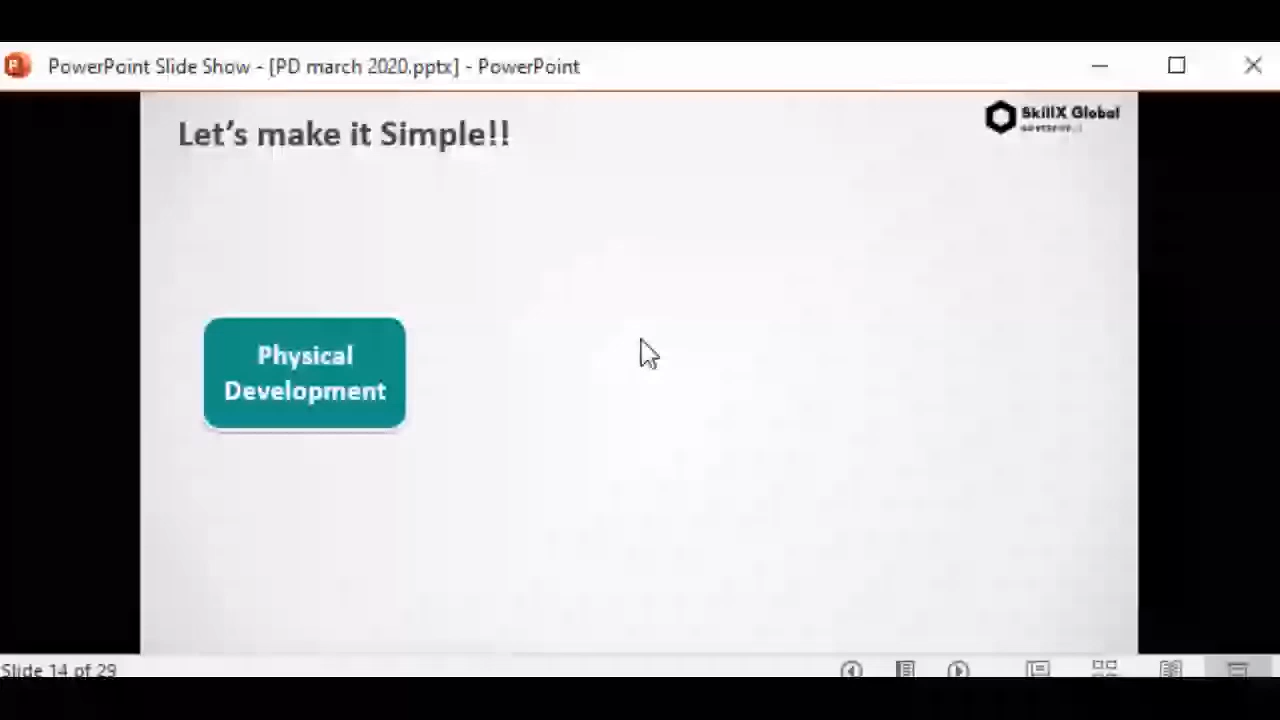 PowerPoint Slide Show - [PD march 2020.pptx] - PowerPoint
Let's make it Simple!!
SkillX Global
Physical
Development
Slide 14 of 29